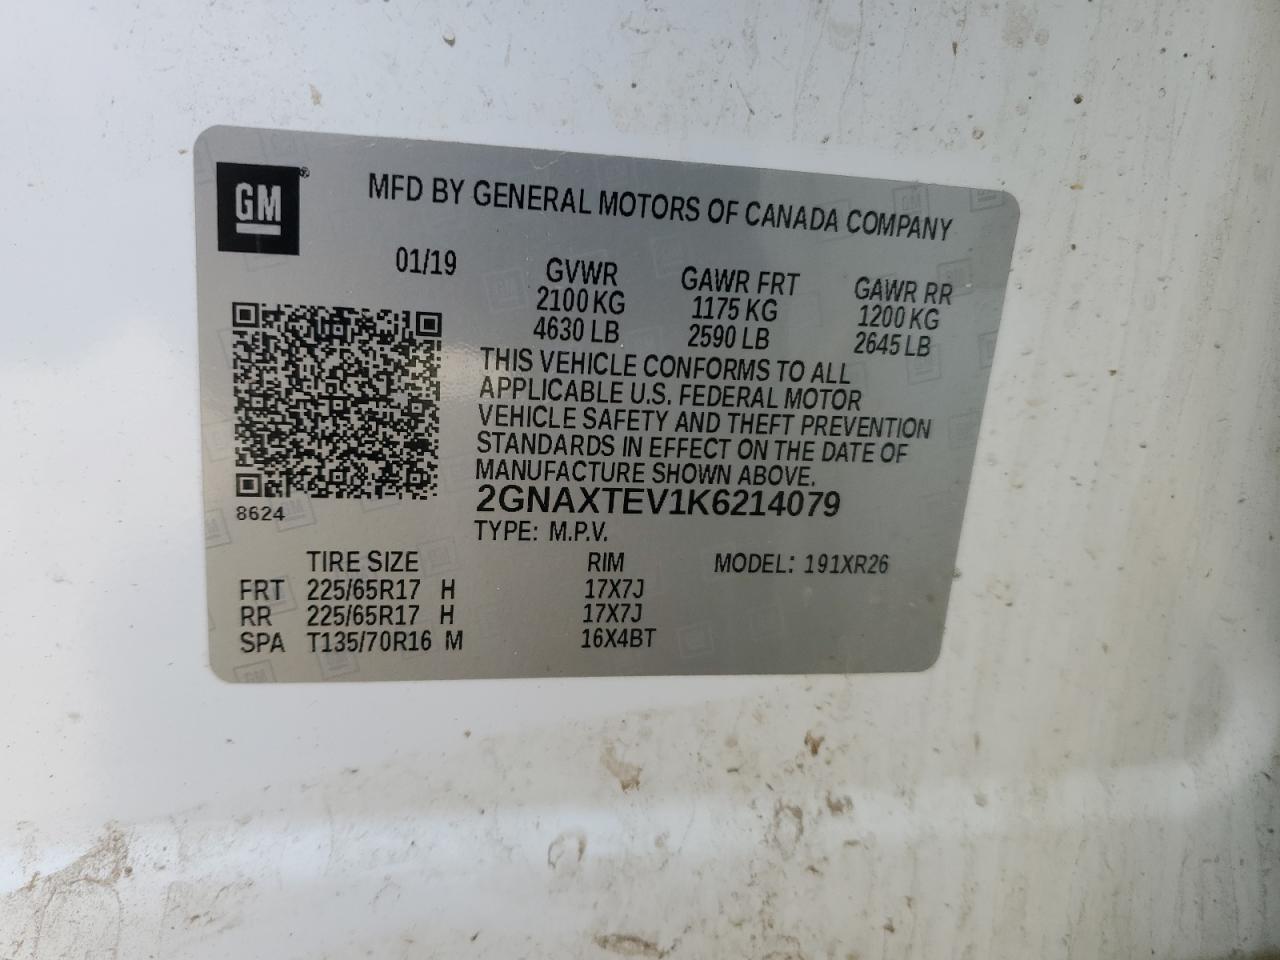 GM
MFD BY GENERAL MOTORS OF CANADA COMPANY
01/19 GVWR GAWR FRT GAWR RR
2100 KG 1175 KG 1200 KG
4630 LB 2590 LB 2645 LB
THIS VEHICLE CONFORMS TO ALL
APPLICABLE U.S. FEDERAL MOTOR
VEHICLE SAFETY AND THEFT PREVENTION
STANDARDS IN EFFECT ON THE DATE OF
MANUFACTURE SHOWN ABOVE.
2GNAXTEV1K6214079
8624
TYPE: M.P.V.
TIRE SIZE RIM MODEL: 191XR26
FRT 225/65R17 H 17X7J
RR 225/65R17 H 17X7J
SPA T135/70R16 M 16X4BT